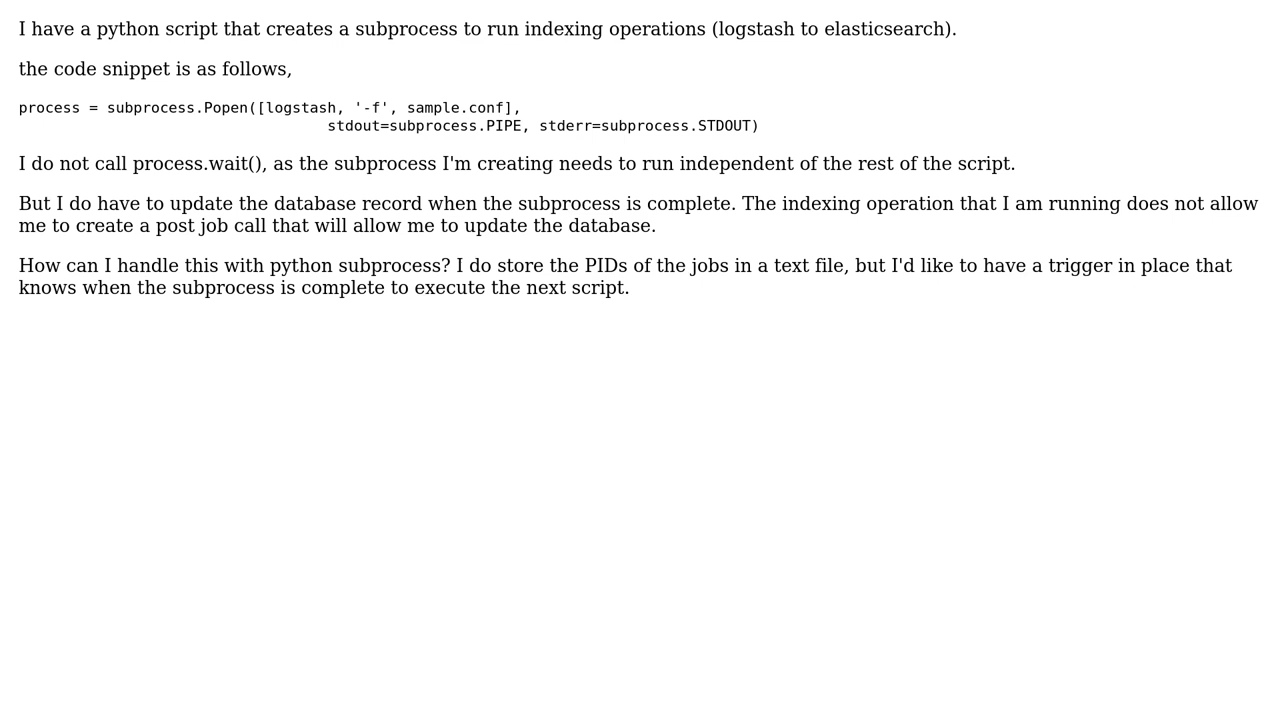 I have a python script that creates a subprocess to run indexing operations (logstash to elasticsearch).
the code snippet is as follows,
process = subprocess.Popen([logstash, '-f', sample.conf],
                                   stdout=subprocess.PIPE, stderr=subprocess.STDOUT)
I do not call process.wait(), as the subprocess I'm creating needs to run independent of the rest of the script.
But I do have to update the database record when the subprocess is complete. The indexing operation that I am running does not allow
me to create a post job call that will allow me to update the database.
How can I handle this with python subprocess? I do store the PIDs of the jobs in a text file, but I'd like to have a trigger in place that
knows when the subprocess is complete to execute the next script.